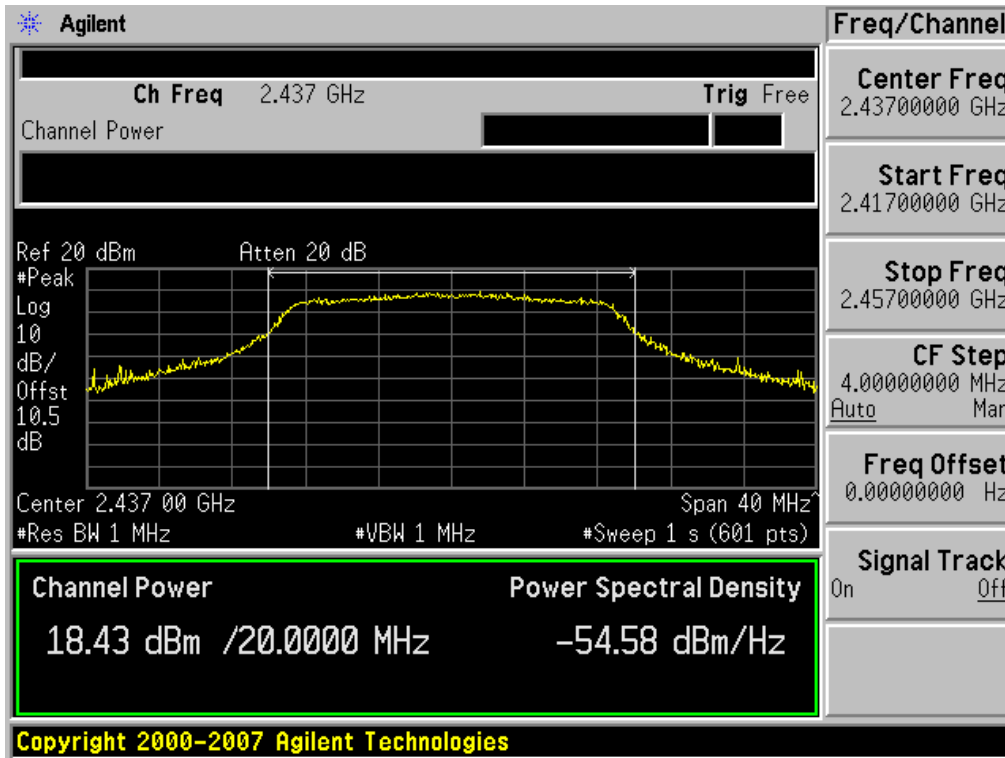 Agilent
Ch Freq 2.437 GHz Trig Free
Channel Power
Ref 20 dBm Atten 20 dB
#Peak
Log
10
dB/
Offst
10.5
dB
Center 2.437 00 GHz Span 40 MHz^
#Res BW 1 MHz #VBW 1 MHz #Sweep 1 s (601 pts)
Channel Power Power Spectral Density
18.43 dBm /20.0000 MHz -54.58 dBm/Hz
Copyright 2000-2007 Agilent Technologies
Freq/Channel
Center Freq
2.43700000 GHz
Start Freq
2.41700000 GHz
Stop Freq
2.45700000 GHz
CF Step
4.00000000 MHz
Auto Man
Freq Offset
0.00000000 Hz
Signal Track
On Off